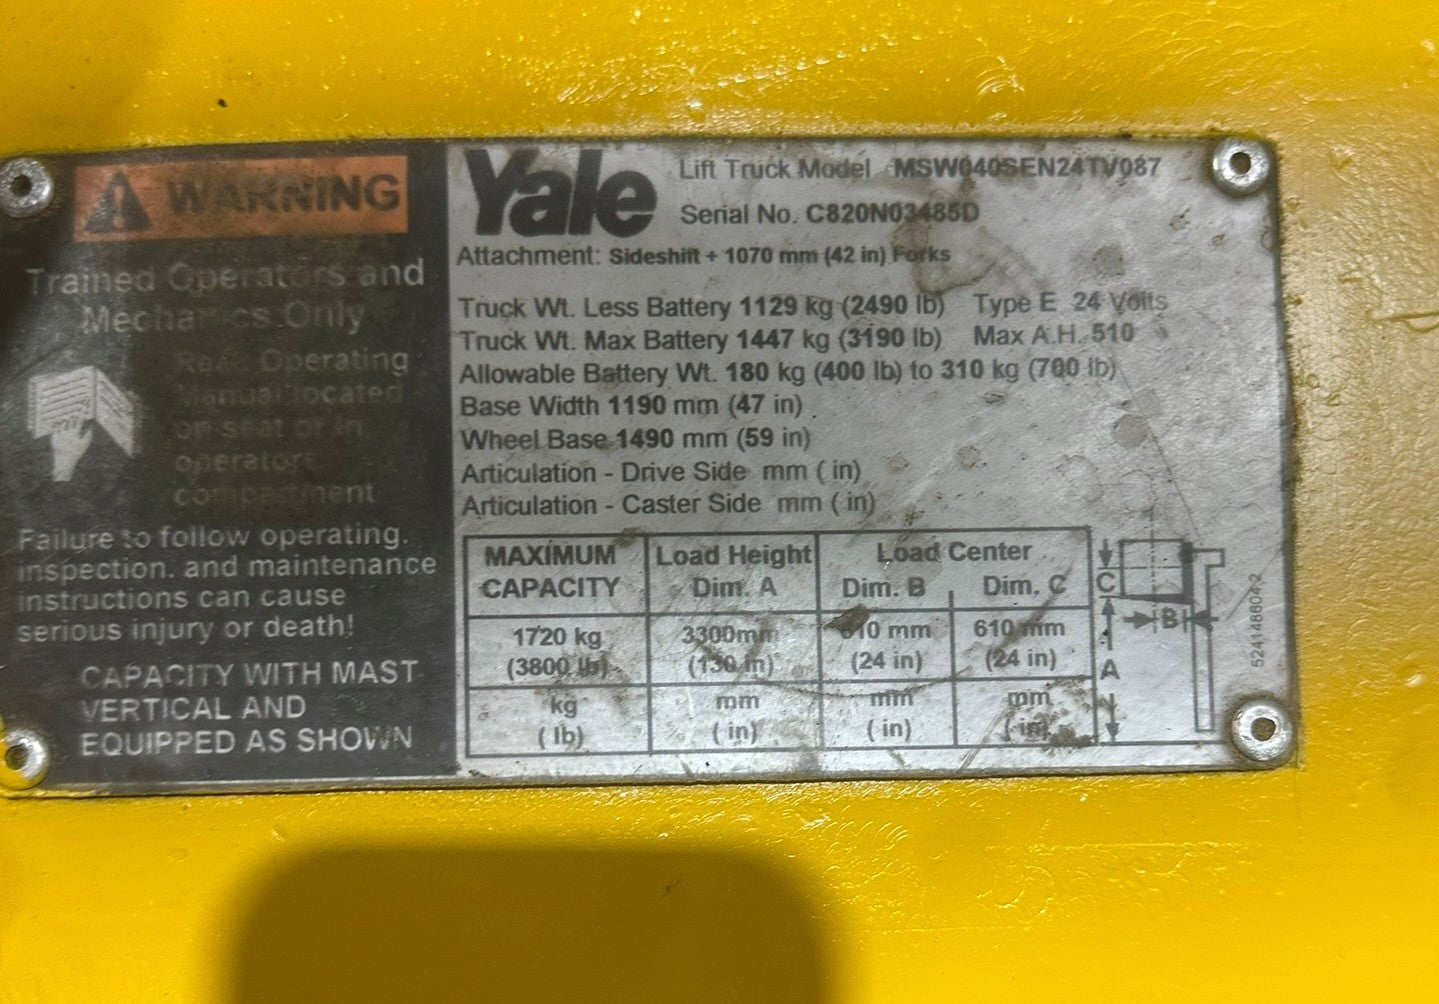 WARNING
Trained Operators and
Mechanics Only
Read Operating
Manual located
on seat or in
operators
compartment
Failure to follow operating.
inspection. and maintenance
instructions can cause
serious injury or death!
CAPACITY WITH MAST
VERTICAL AND
EQUIPPED AS SHOWN
Yale
Lift Truck Model MSW040SEN24TV087
Serial No. C820N03485D
Attachment: Sideshift + 1070 mm (42 in) Forks
Truck Wt. Less Battery 1129 kg (2490 lb) Type E 24 Volts
Truck Wt. Max Battery 1447 kg (3190 lb) Max A.H. 510
Allowable Battery Wt. 180 kg (400 lb) to 310 kg (700 lb)
Base Width 1190 mm (47 in)
Wheel Base 1490 mm (59 in)
Articulation - Drive Side mm ( in)
Articulation - Caster Side mm ( in)
MAXIMUM Load Height Load Center
CAPACITY Dim. A Dim. B Dim. C
1720 kg 3300mm 610 mm 610 mm
(3800 lb) (130 in) (24 in) (24 in)
kg mm mm mm
( lb) ( in) ( in) ( in)
C
B
A
524148604-2